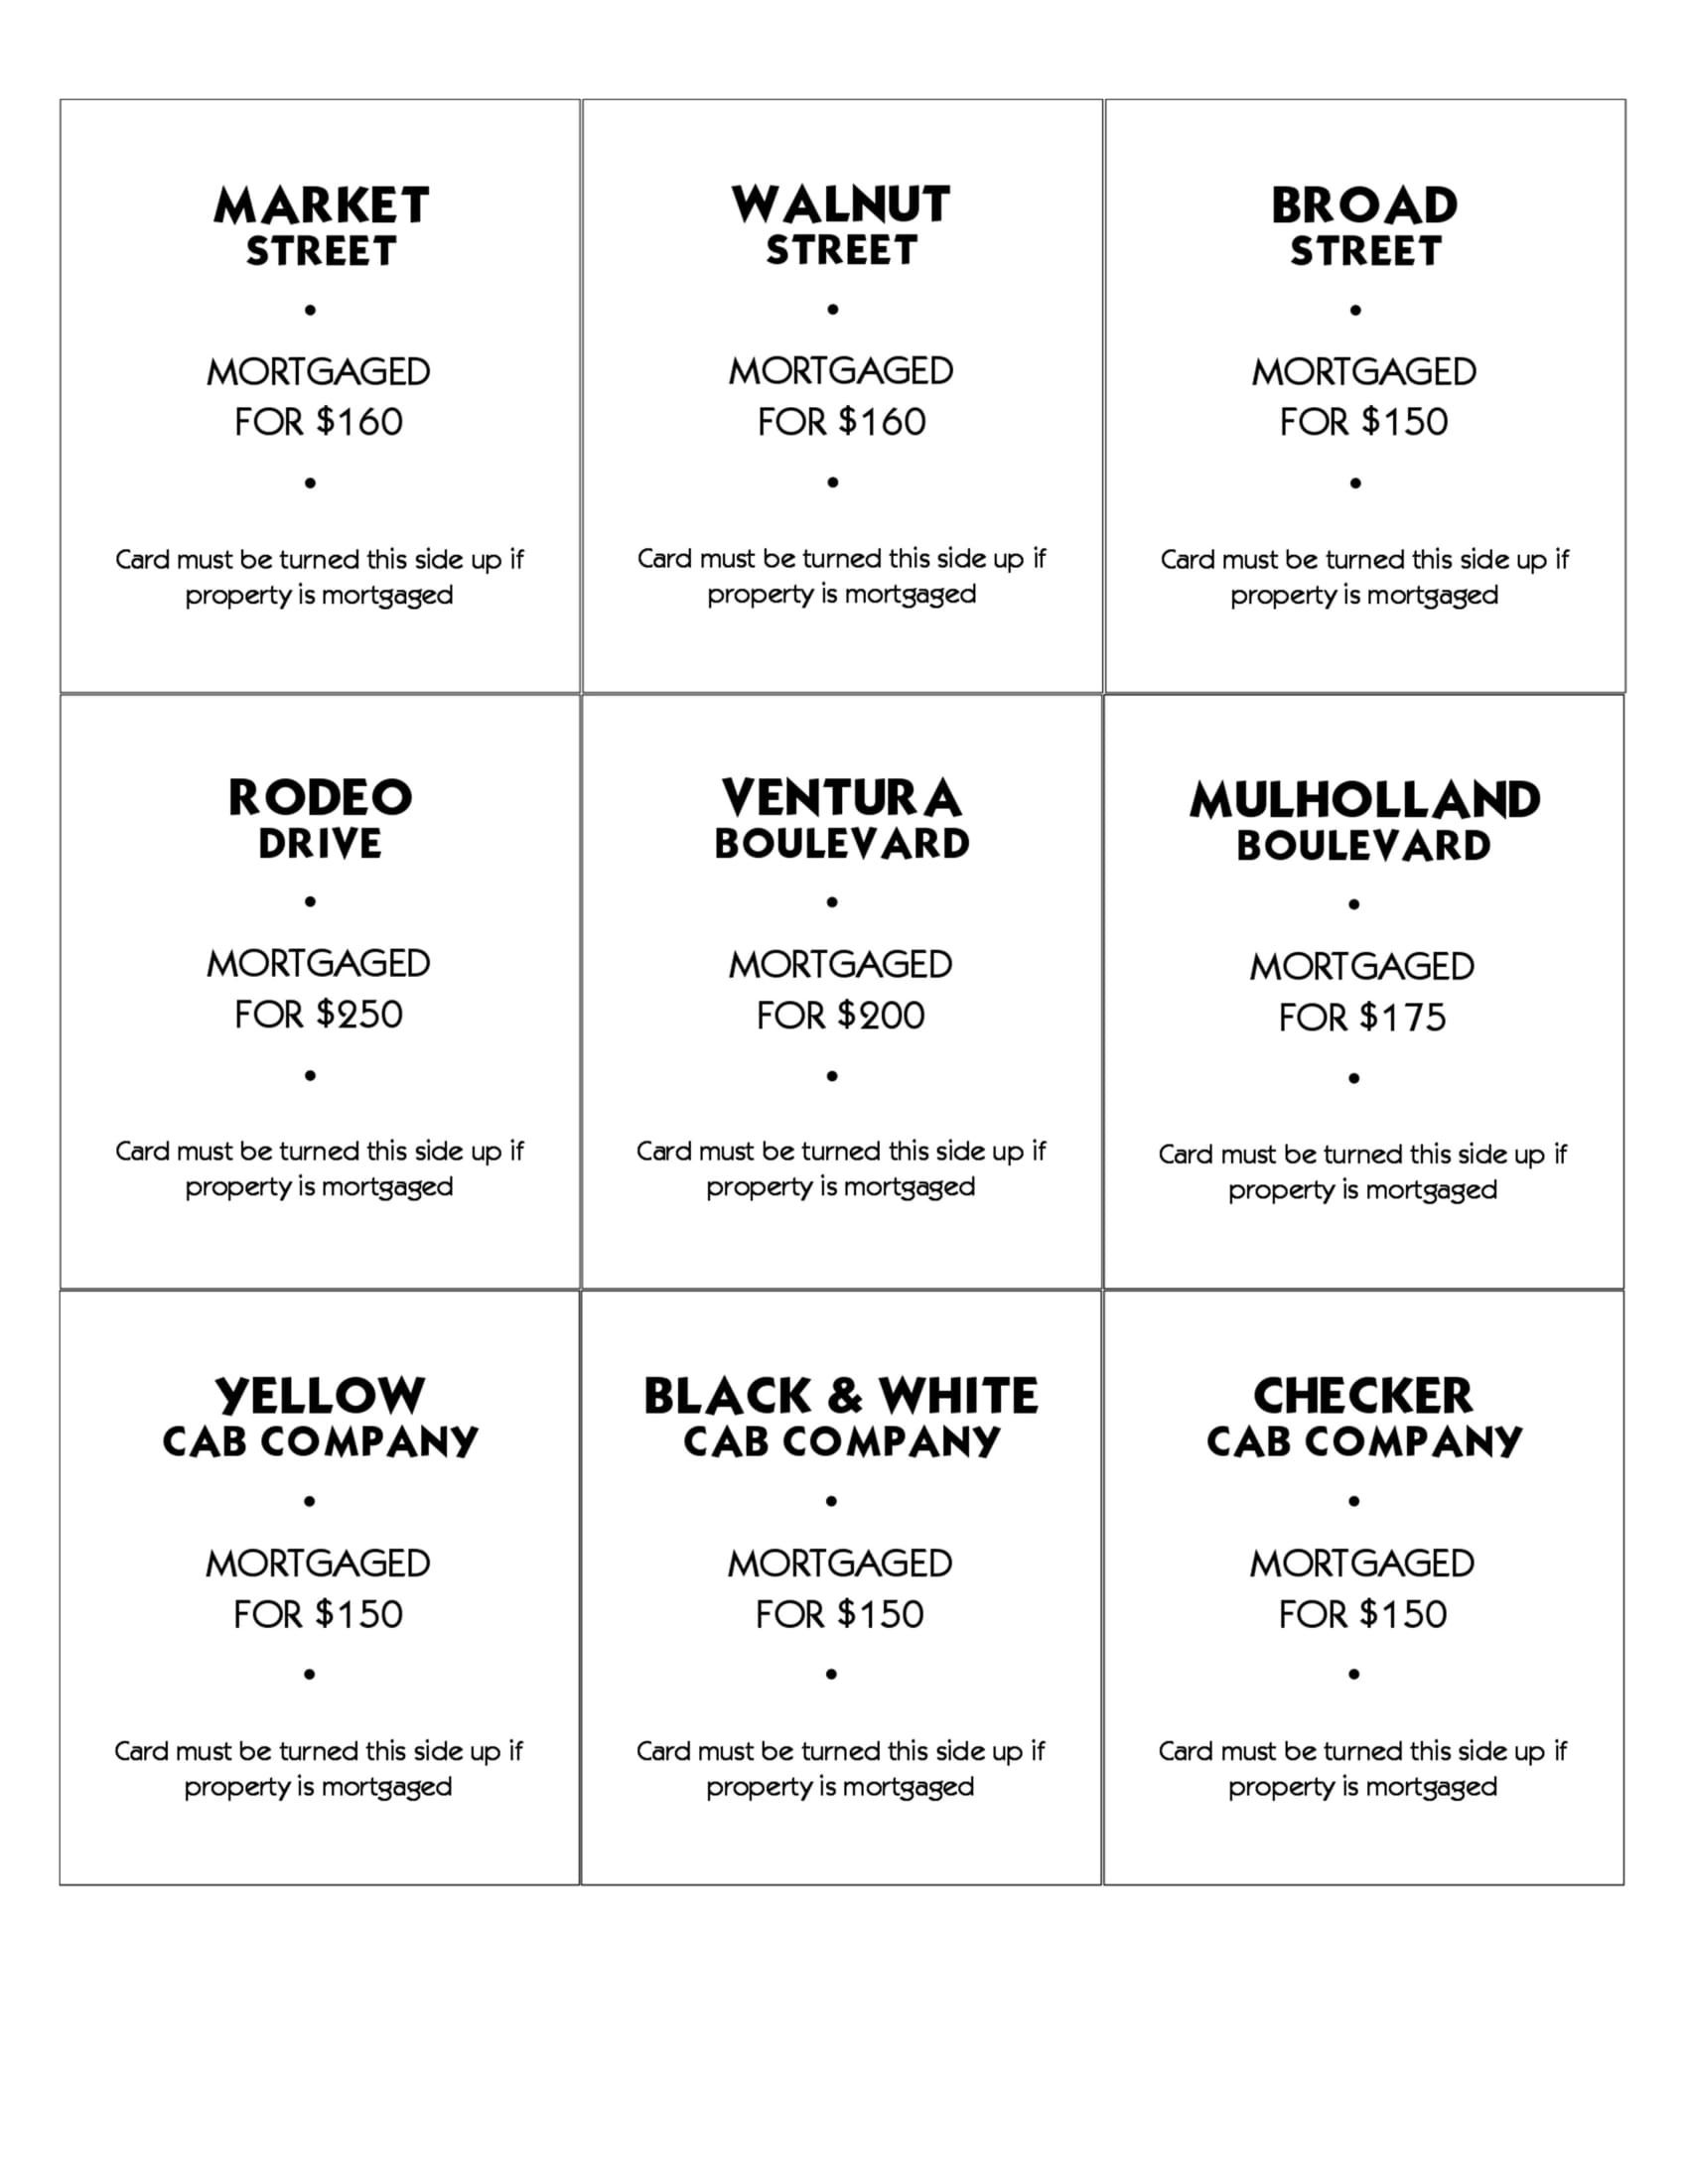 MARKET
STREET
•
MORTGAGED
FOR $160
•
Card must be turned this side up if
property is mortgaged
WALNUT
STREET
•
MORTGAGED
FOR $160
•
Card must be turned this side up if
property is mortgaged
BROAD
STREET
•
MORTGAGED
FOR $150
•
Card must be turned this side up if
property is mortgaged
RODEO
DRIVE
•
MORTGAGED
FOR $250
•
Card must be turned this side up if
property is mortgaged
VENTURA
BOULEVARD
•
MORTGAGED
FOR $200
•
Card must be turned this side up if
property is mortgaged
MULHOLLAND
BOULEVARD
•
MORTGAGED
FOR $175
•
Card must be turned this side up if
property is mortgaged
YELLOW
CAB COMPANY
•
MORTGAGED
FOR $150
•
Card must be turned this side up if
property is mortgaged
BLACK & WHITE
CAB COMPANY
•
MORTGAGED
FOR $150
•
Card must be turned this side up if
property is mortgaged
CHECKER
CAB COMPANY
•
MORTGAGED
FOR $150
•
Card must be turned this side up if
property is mortgaged